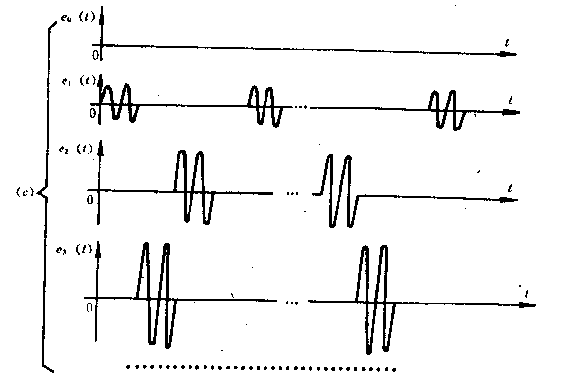 e₀ (t)
t
0
e₁ (t)
t
0
...
e₂ (t)
t
0
...
(c)
e₃ (t)
t
0
...